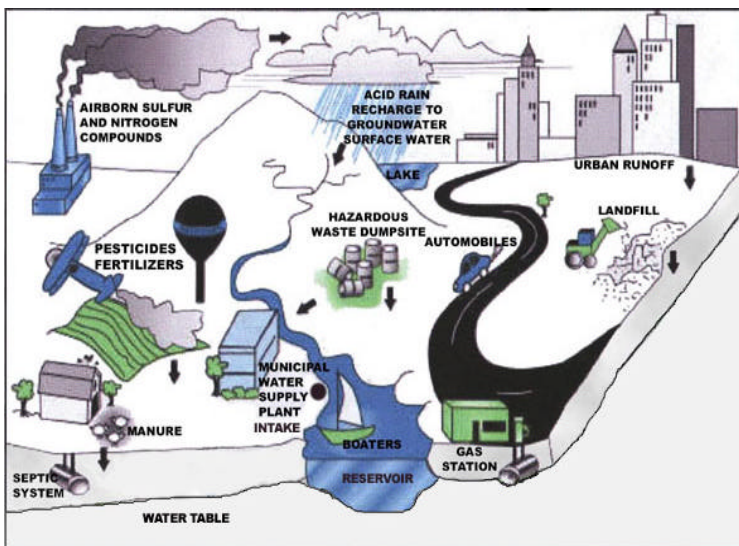 AIRBORN SULFUR
AND NITROGEN
COMPOUNDS
ACID RAIN
RECHARGE TO
GROUNDWATER
SURFACE WATER
LAKE
URBAN RUNOFF
LANDFILL
HAZARDOUS
WASTE DUMPSITE
AUTOMOBILES
PESTICIDES
FERTILIZERS
MUNICIPAL
WATER
SUPPLY
PLANT
INTAKE
MANURE
BOATERS
GAS
STATION
RESERVOIR
SEPTIC
SYSTEM
WATER TABLE